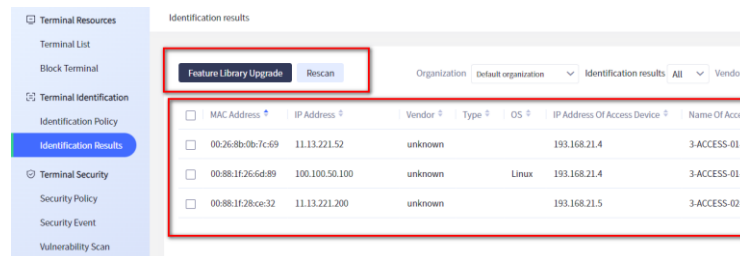 Terminal Resources
Identification results
Terminal List
Block Terminal
Feature Library Upgrade Rescan Organization Default organization Identification results All Vendo
Terminal Identification
Identification Policy
MAC Address IP Address Vendor Type OS IP Address Of Access Device Name Of Acce
Identification Results
00:26:8b:0b:7c:69 11.13.221.52 unknown 193.168.21.4 3-ACCESS-01
Terminal Security
00:88:1f:26:6d:89 100.100.50.100 unknown Linux 193.168.21.4 3-ACCESS-01
Security Policy
00:88:1f:28:ce:32 11.13.221.200 unknown 193.168.21.5 3-ACCESS-02
Security Event
Vulnerability Scan